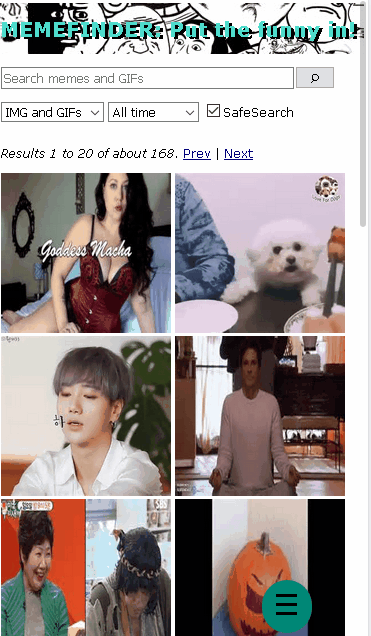 MEMEFINDER: Put the funny in!
Search memes and GIFs
IMG and GIFs All time SafeSearch
Results 1 to 20 of about 168. Prev | Next
Goddess Macha
Love For Dogs
하
SBS